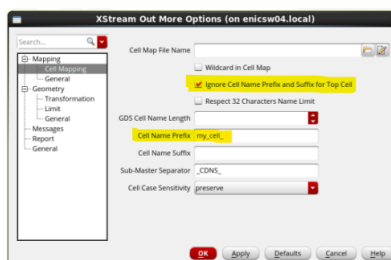 XStream Out More Options (on enicsw04.local)
Search...
Mapping
Cell Mapping
General
Geometry
Transformation
Limit
General
Messages
Report
General
Cell Map File Name
Wildcard in Cell Map
Ignore Cell Name Prefix and Suffix for Top Cell
Respect 32 Characters Name Limit
GDS Cell Name Length
Cell Name Prefix my_cell_
Cell Name Suffix
Sub-Master Separator _CDNS_
Cell Case Sensitivity preserve
OK Apply Defaults Cancel Help